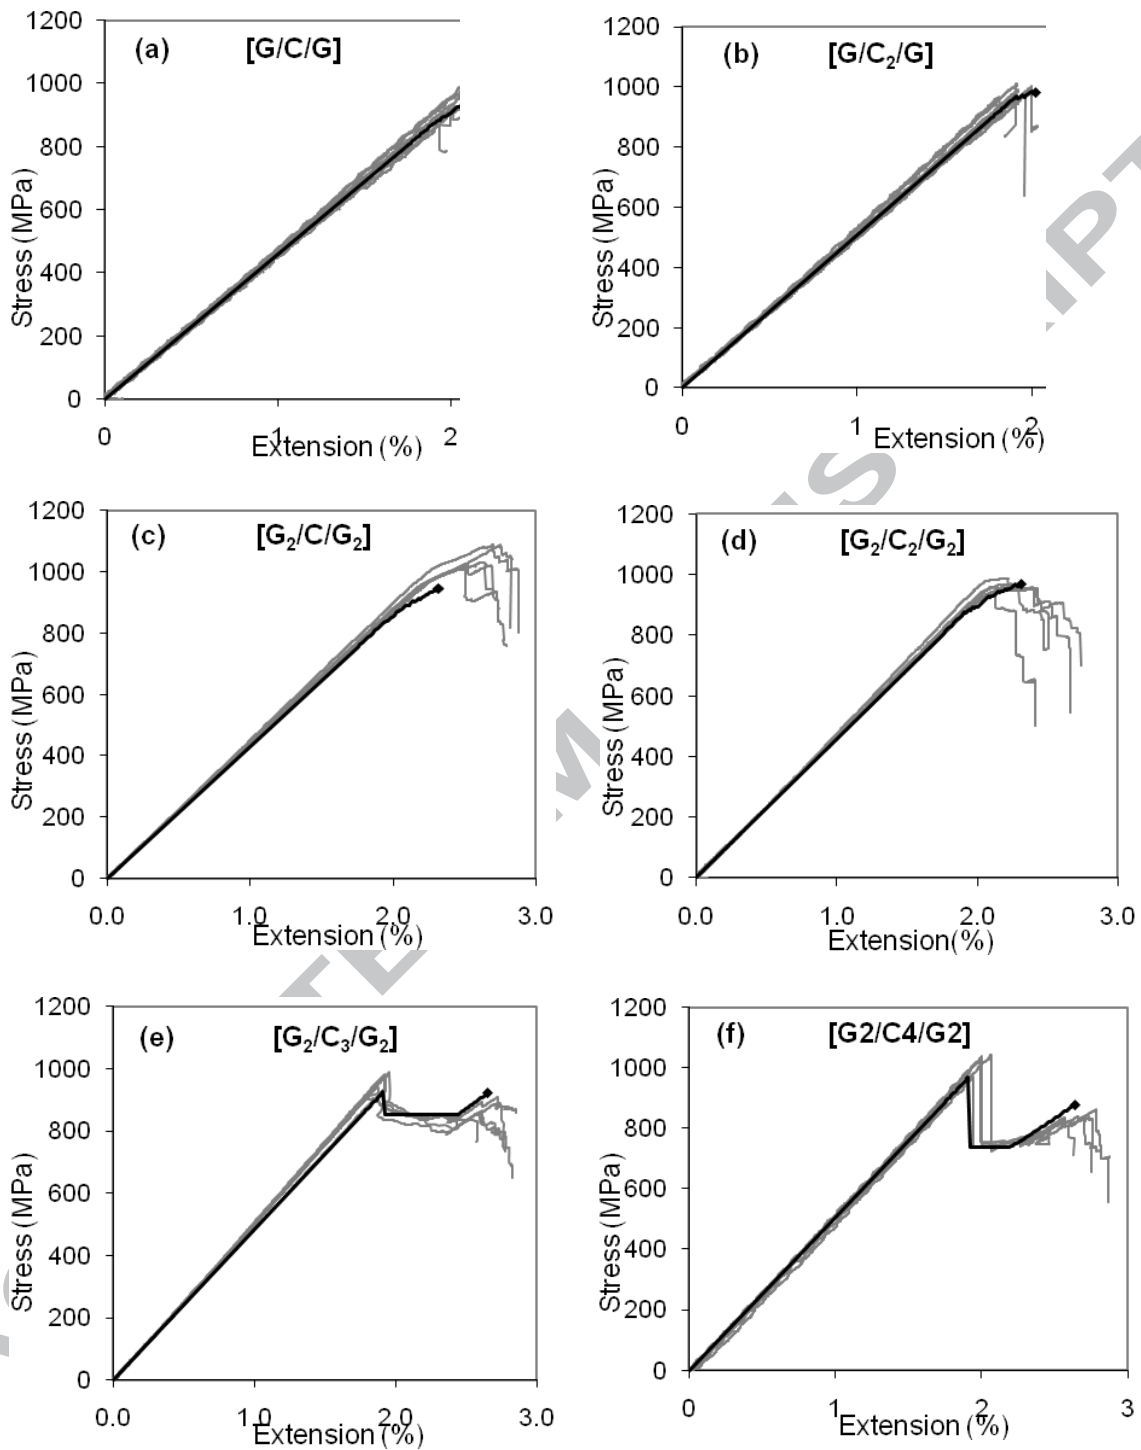 (a) [G/C/G]
1200
1000
800
600
400
200
0
Stress (MPa)
0 1 2
Extension (%)
(b) [G/C₂/G]
1200
1000
800
600
400
200
0
Stress (MPa)
0 1 2
Extension (%)
(c) [G₂/C/G₂]
1200
1000
800
600
400
200
0
Stress (MPa)
0.0 1.0 2.0 3.0
Extension (%)
(d) [G₂/C₂/G₂]
1200
1000
800
600
400
200
0
Stress (MPa)
0.0 1.0 2.0 3.0
Extension(%)
(e) [G₂/C₃/G₂]
1200
1000
800
600
400
200
0
Stress (MPa)
0.0 1.0 2.0 3.0
Extension (%)
(f) [G2/C4/G2]
1200
1000
800
600
400
200
0
Stress (MPa)
0 1 2 3
Extension (%)